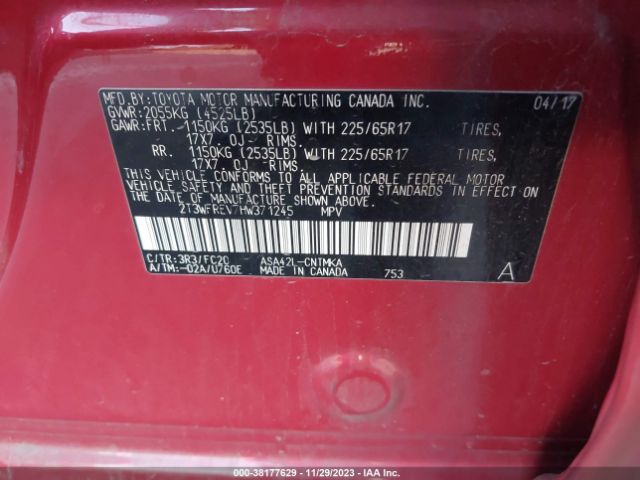 MFD.BY:TOYOTA MOTOR MANUFACTURING CANADA INC. 04/17
GVWR:2055KG (4525LB)
GAWR:FRT. 1150KG (2535LB) WITH 225/65R17 TIRES,
17X7. 0J RIMS.
RR. 1150KG (2535LB) WITH 225/65R17 TIRES,
17X7. 0J RIMS.
THIS VEHICLE CONFORMS TO ALL APPLICABLE FEDERAL MOTOR
VEHICLE SAFETY AND THEFT PREVENTION STANDARDS IN EFFECT ON
THE DATE OF MANUFACTURE SHOWN ABOVE.
2T3WFREV7HW371245 MPV
C/TR:3R3/FC20 ASA42L-CNTMKA
A/TM:-02A/U760E MADE IN CANADA 753 A
000-38177629 - 11/29/2023 - IAA Inc.